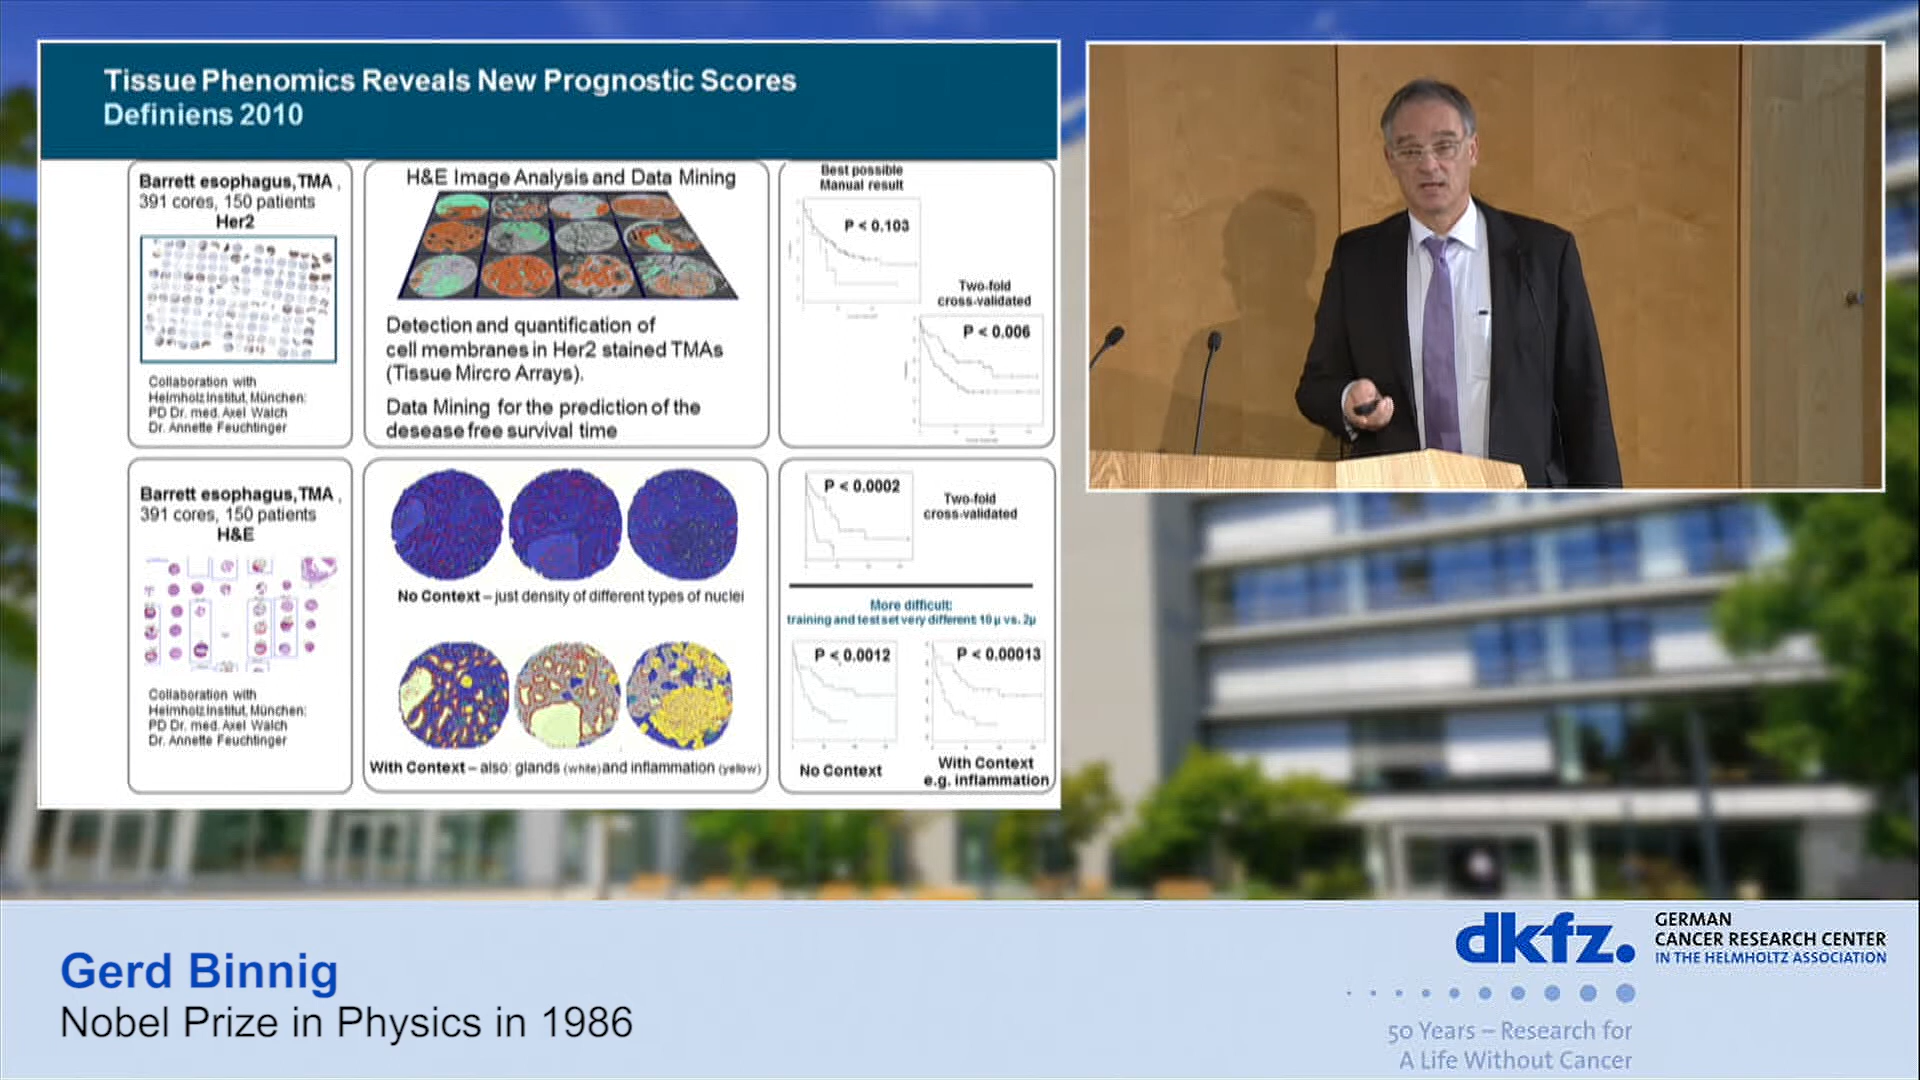 Tissue Phenomics Reveals New Prognostic Scores
Definiens 2010
Barrett esophagus, TMA ,
391 cores, 150 patients
Her2
Collaboration with
Helmholz Institut, München:
PD Dr. med. Axel Walch
Dr. Annette Feuchtinger
H&E Image Analysis and Data Mining
Detection and quantification of
cell membranes in Her2 stained TMAs
(Tissue Mircro Arrays).
Data Mining for the prediction of the
desease free survival time
Best possible
Manual result
P < 0.103
Two-fold
cross-validated
P < 0.006
Barrett esophagus, TMA ,
391 cores, 150 patients
H&E
Collaboration with
Helmholz Institut, München:
PD Dr. med. Axel Walch
Dr. Annette Feuchtinger
No Context – just density of different types of nuclei
With Context – also: glands (white) and inflammation (yellow)
P < 0.0002
Two-fold
cross-validated
More difficult:
training and test set very different 10 µ vs. 2µ
P < 0.0012
P < 0.00013
No Context
With Context
e.g. inflammation
Gerd Binnig
Nobel Prize in Physics in 1986
dkfz.
GERMAN
CANCER RESEARCH CENTER
IN THE HELMHOLTZ ASSOCIATION
50 Years – Research for
A Life Without Cancer